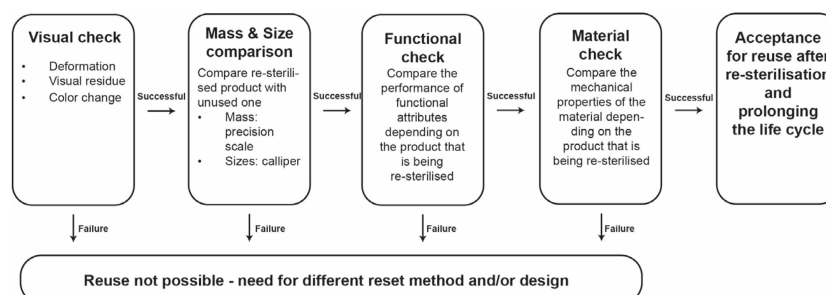 Visual check
• Deformation
• Visual residue
• Color change
Successful
Mass & Size
comparison
Compare re-sterili-
sed product with
unused one
• Mass:
precision
scale
• Sizes: calliper
Successful
Functional
check
Compare the
performance of
functional
attributes
depending on
the product that
is being
re-sterilised
Successful
Material
check
Compare the
mechanical
properties of the
material depen-
ding on the
product that is
being re-sterilised
Successful
Acceptance
for reuse after
re-sterilisation
and
prolonging
the life cycle
Failure
Failure
Failure
Failure
Reuse not possible - need for different reset method and/or design